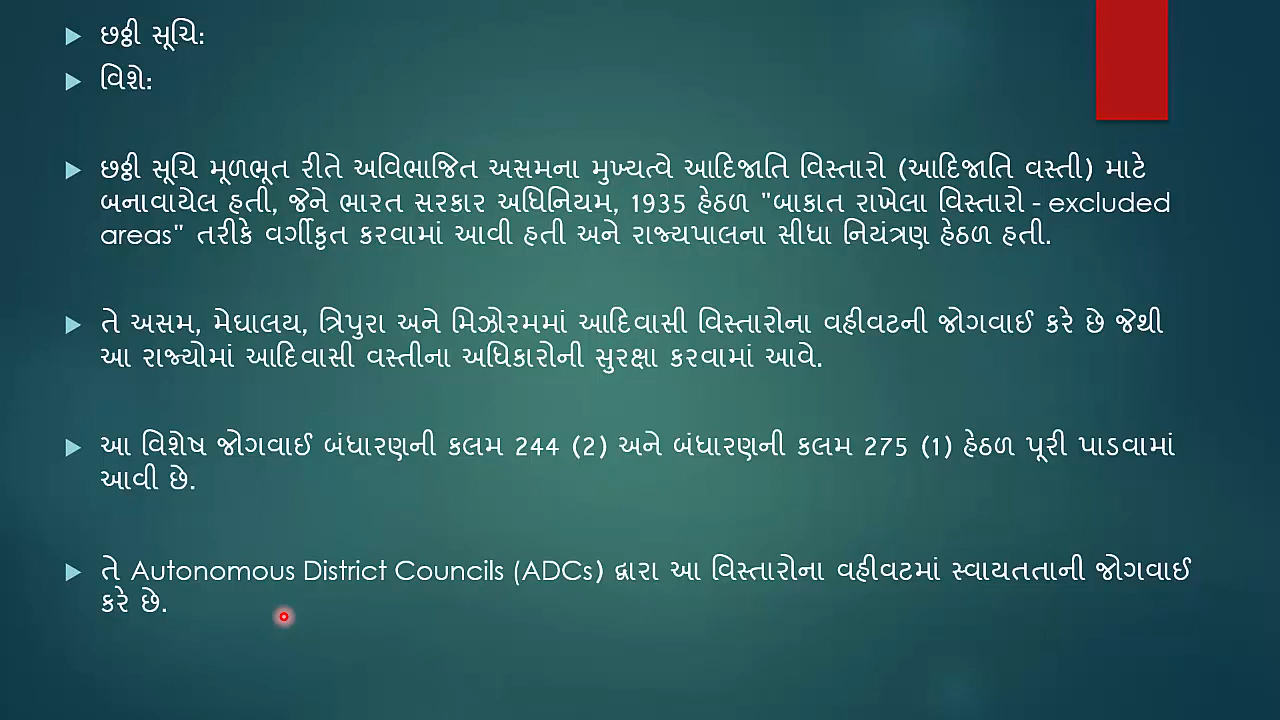 છઠ્ઠી સૂચિ:
વિશે:
છઠ્ઠી સૂચિ મૂળભૂત રીતે અવિભાજિત અસમના મુખ્યત્વે આદિજાતિ વિસ્તારો (આદિજાતિ વસ્તી) માટે
બનાવાયેલ હતી, જેને ભારત સરકાર અધિનિયમ, 1935 હેઠળ "બાકાત રાખેલા વિસ્તારો - excluded
areas" તરીકે વર્ગીકૃત કરવામાં આવી હતી અને રાજ્યપાલના સીધા નિયંત્રણ હેઠળ હતી.
તે અસમ, મેઘાલય, ત્રિપુરા અને મિઝોરમમાં આદિવાસી વિસ્તારોના વહીવટની જોગવાઈ કરે છે જેથી
આ રાજ્યોમાં આદિવાસી વસ્તીના અધિકારોની સુરક્ષા કરવામાં આવે.
આ વિશેષ જોગવાઈ બંધારણની કલમ 244 (2) અને બંધારણની કલમ 275 (1) હેઠળ પૂરી પાડવામાં
આવી છે.
તે Autonomous District Councils (ADCs) દ્વારા આ વિસ્તારોના વહીવટમાં સ્વાયતતાની જોગવાઈ
કરે છે.